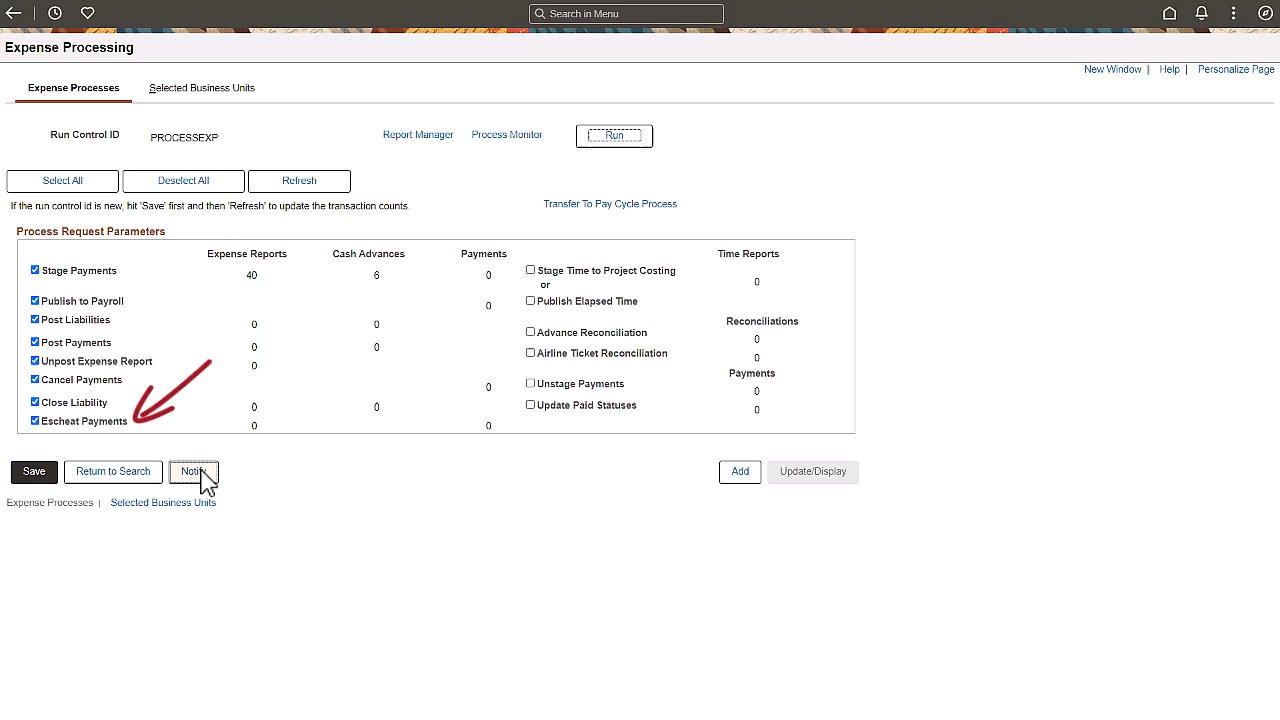 Search in Menu
Expense Processing
New Window | Help | Personalize Page
Expense Processes Selected Business Units
Run Control ID PROCESSEXP Report Manager Process Monitor Run
Select All Deselect All Refresh
If the run control id is new, hit 'Save' first and then 'Refresh' to update the transaction counts. Transfer To Pay Cycle Process
Process Request Parameters
Expense Reports Cash Advances Payments Time Reports
Stage Payments 40 6 0 Stage Time to Project Costing 0
or
Publish to Payroll 0 Publish Elapsed Time
Post Liabilities 0 0 Reconciliations
Advance Reconciliation 0
Post Payments 0 0
Airline Ticket Reconciliation 0
Unpost Expense Report 0
Payments
Cancel Payments 0 Unstage Payments 0
Close Liability 0 0 Update Paid Statuses 0
Escheat Payments 0 0
Save Return to Search Notify Add Update/Display
Expense Processes | Selected Business Units